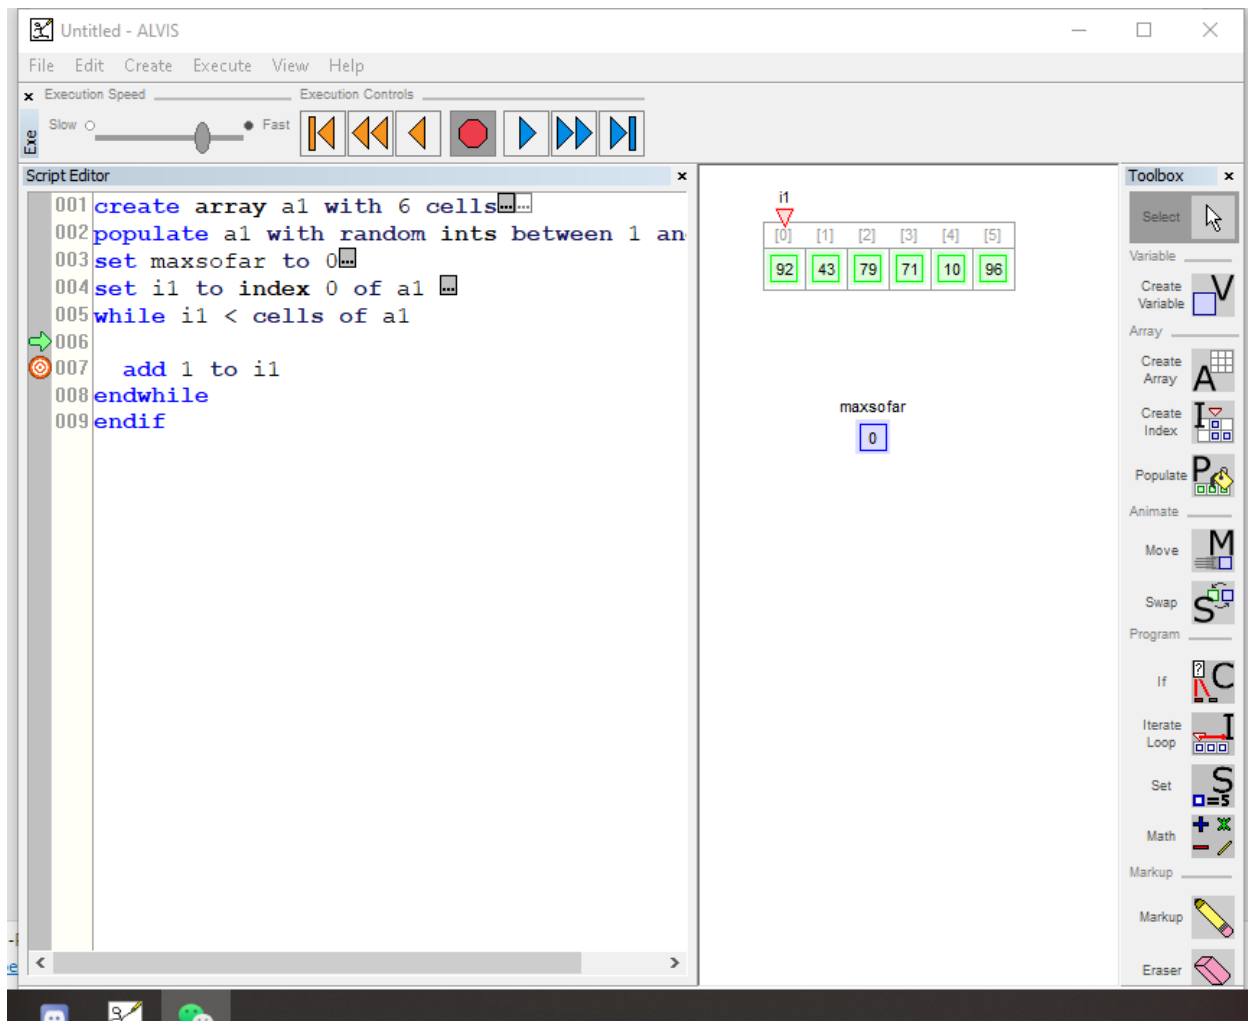 Untitled - ALVIS
File Edit Create Execute View Help
x Execution Speed Execution Controls
Exe
Slow Fast
Script Editor x
001 create array a1 with 6 cells... ...
002 populate a1 with random ints between 1 an
003 set maxsofar to 0...
004 set i1 to index 0 of a1 ...
005 while i1 < cells of a1
006
007 add 1 to i1
008 endwhile
009 endif
i1
[0] [1] [2] [3] [4] [5]
92 43 79 71 10 96
maxsofar
0
Toolbox x
Select
Variable
Create Variable V
Array
Create Array A
Create Index I
Populate P
Animate
Move M
Swap S
Program
If ? C
Iterate Loop I
Set S =5
Math
Markup
Markup
Eraser